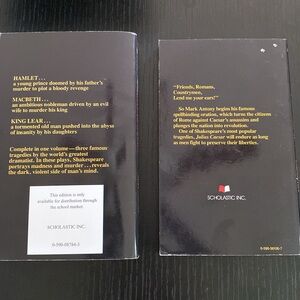 HAMLET . . .
a young prince doomed by his father's
murder to plot a bloody revenge
MACBETH . . .
an ambitious nobleman driven by an evil
wife to murder his king
KING LEAR . . .
a tormented old man pushed into the abyss
of insanity by his daughters
Complete in one volume—three famous
tragedies by the world's greatest
dramatist. In these plays, Shakespeare
portrays madness and murder . . . reveals
the dark, violent side of man's mind.
This edition is only
available for distribution through
the school market.
SCHOLASTIC INC.
"Friends, Romans,
Countrymen,
Lend me your ears!"
So Mark Antony begins his famous
spellbinding oration, which turns the citizens
of Rome against Caesar's assassins and
plunges the nation into revolution.
One of Shakespeare's most popular
tragedies, Julius Caesar will endure as long
as men fight to preserve their liberties.
SCHOLASTIC INC.